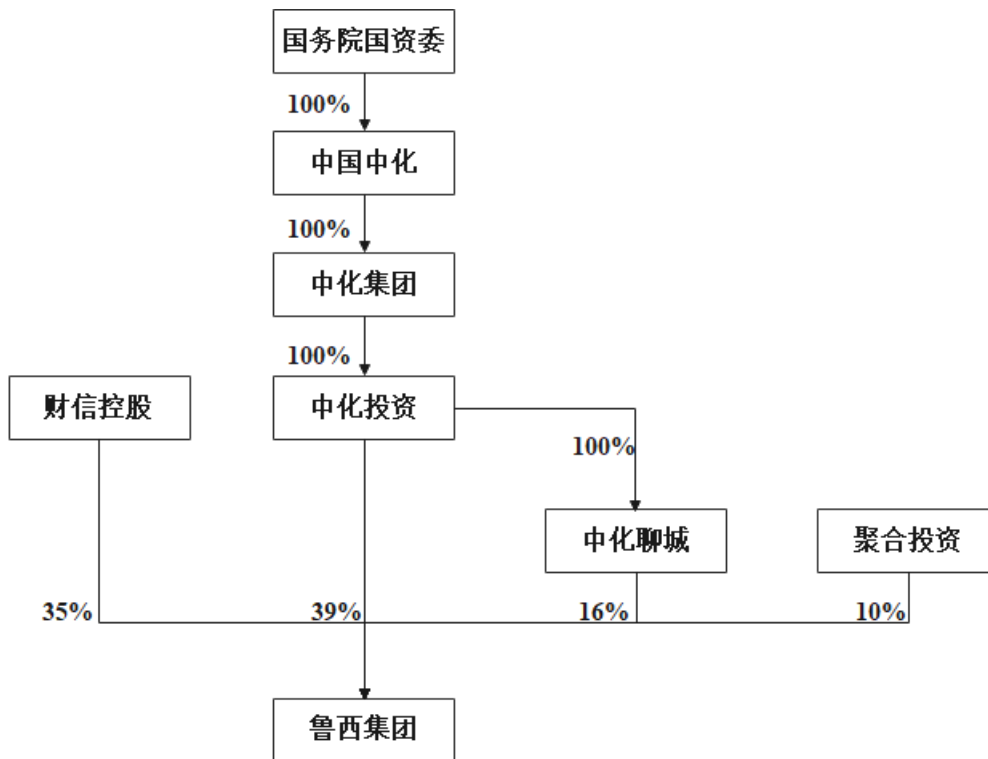 国务院国资委
100%
中国中化
100%
中化集团
100%
财信控股
中化投资
100%
中化聊城
聚合投资
35%
39%
16%
10%
鲁西集团